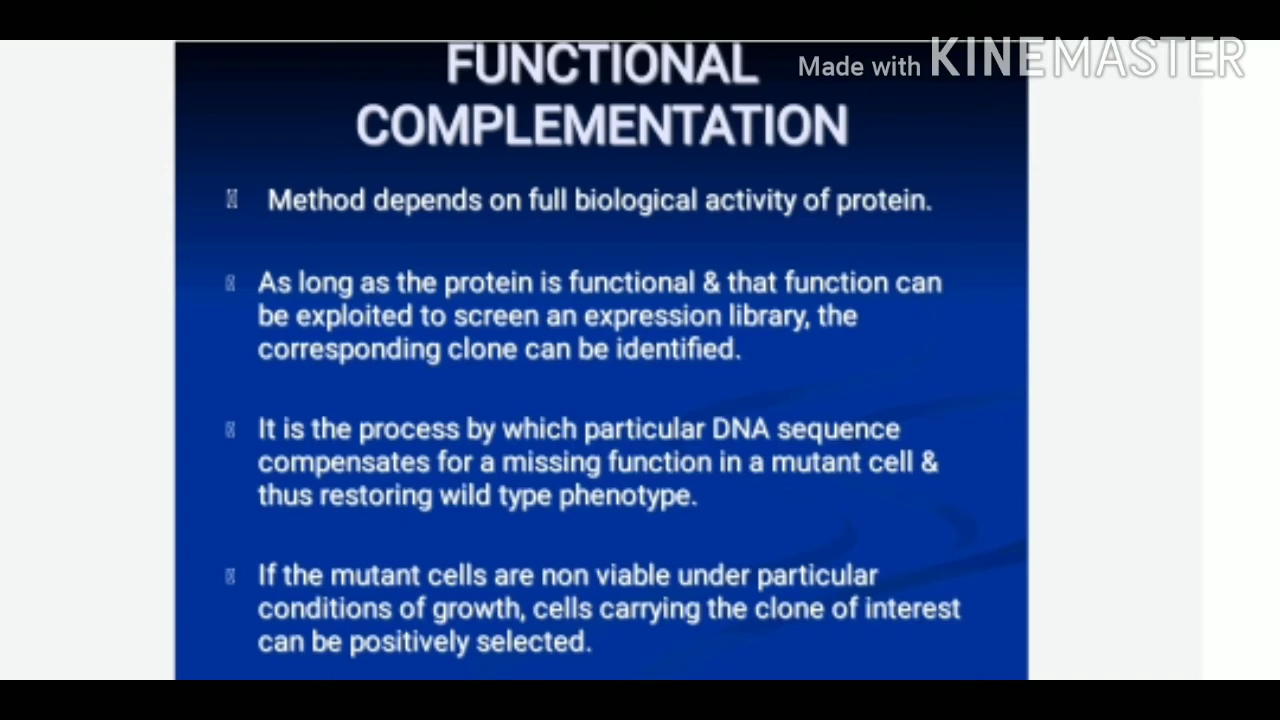 Made with KINEMASTER
FUNCTIONAL
COMPLEMENTATION
Method depends on full biological activity of protein.
As long as the protein is functional & that function can
be exploited to screen an expression library, the
corresponding clone can be identified.
It is the process by which particular DNA sequence
compensates for a missing function in a mutant cell &
thus restoring wild type phenotype.
If the mutant cells are non viable under particular
conditions of growth, cells carrying the clone of interest
can be positively selected.